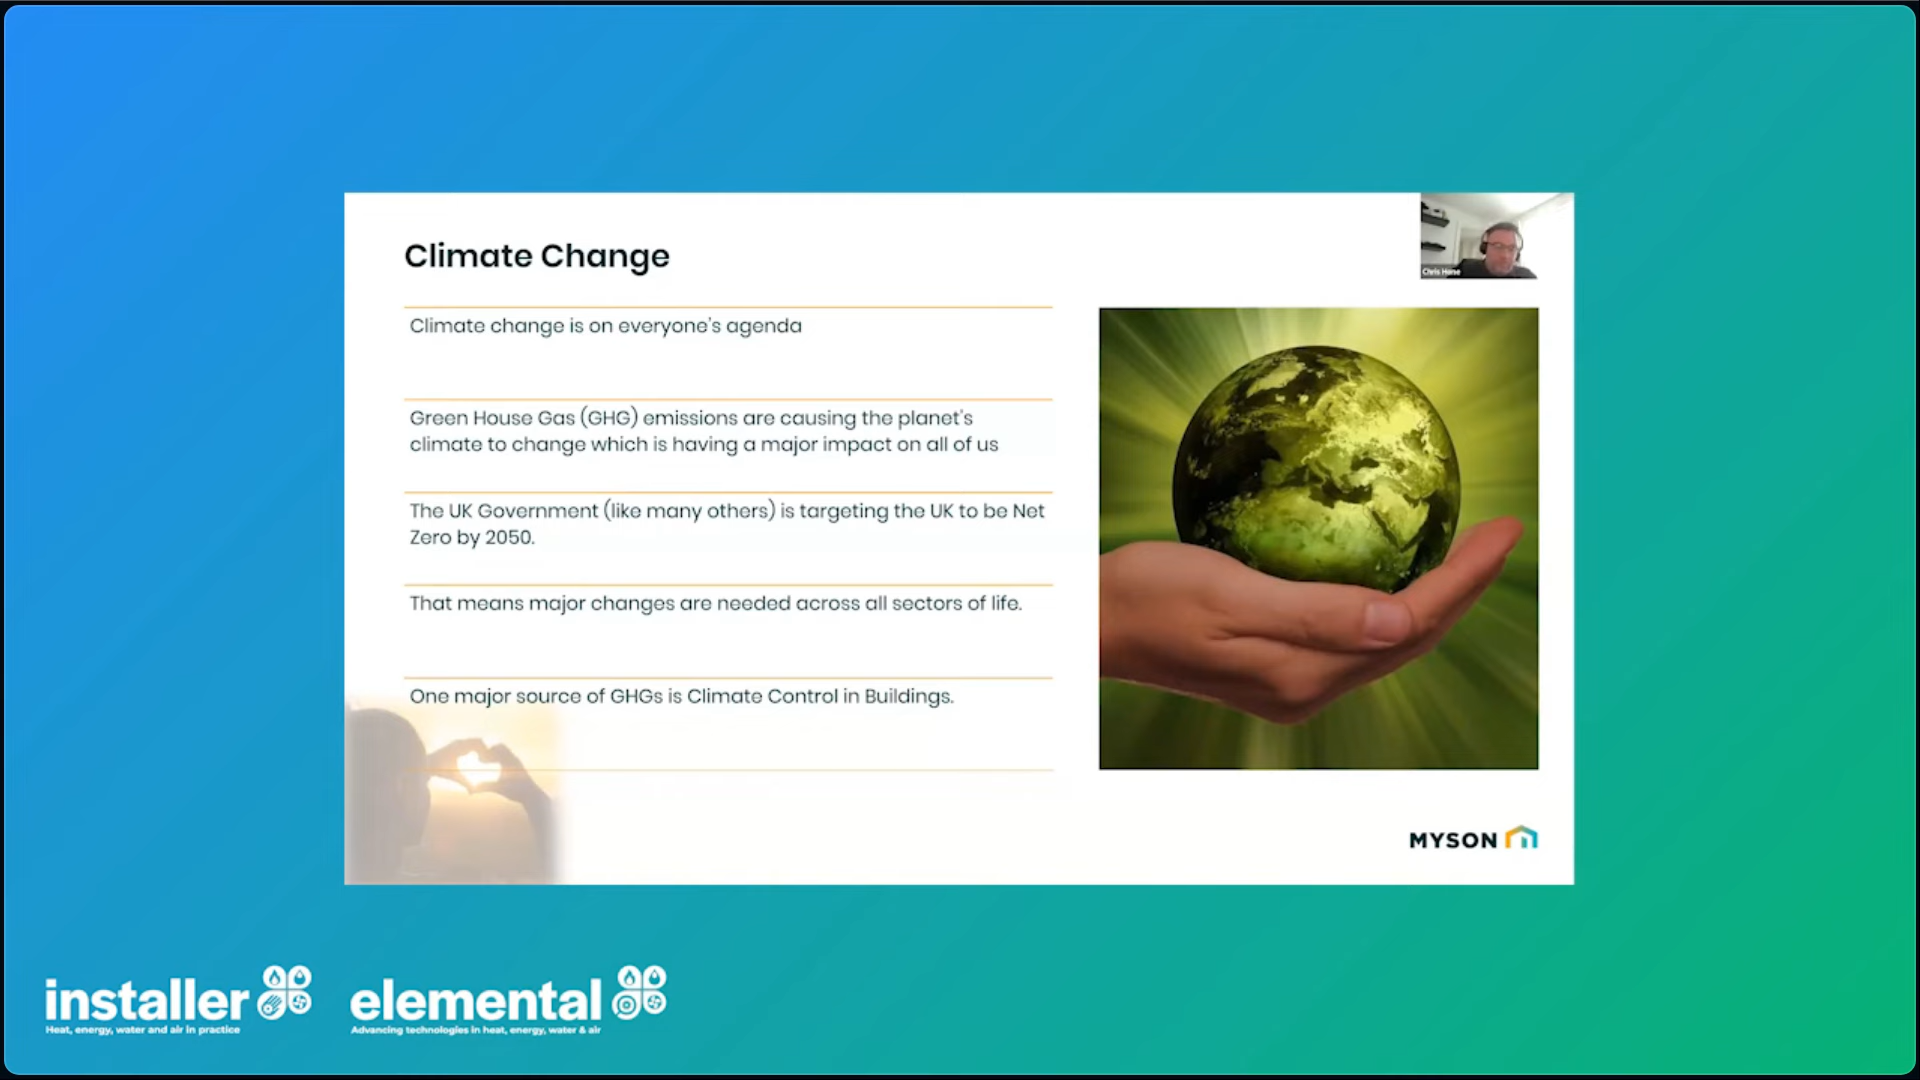 Climate Change
Chris Hone
Climate change is on everyone's agenda
Green House Gas (GHG) emissions are causing the planet's
climate to change which is having a major impact on all of us
The UK Government (like many others) is targeting the UK to be Net
Zero by 2050.
That means major changes are needed across all sectors of life.
One major source of GHGs is Climate Control in Buildings.
MYSON
installer
Heat, energy, water and air in practice
elemental
Advancing technologies in heat, energy, water & air